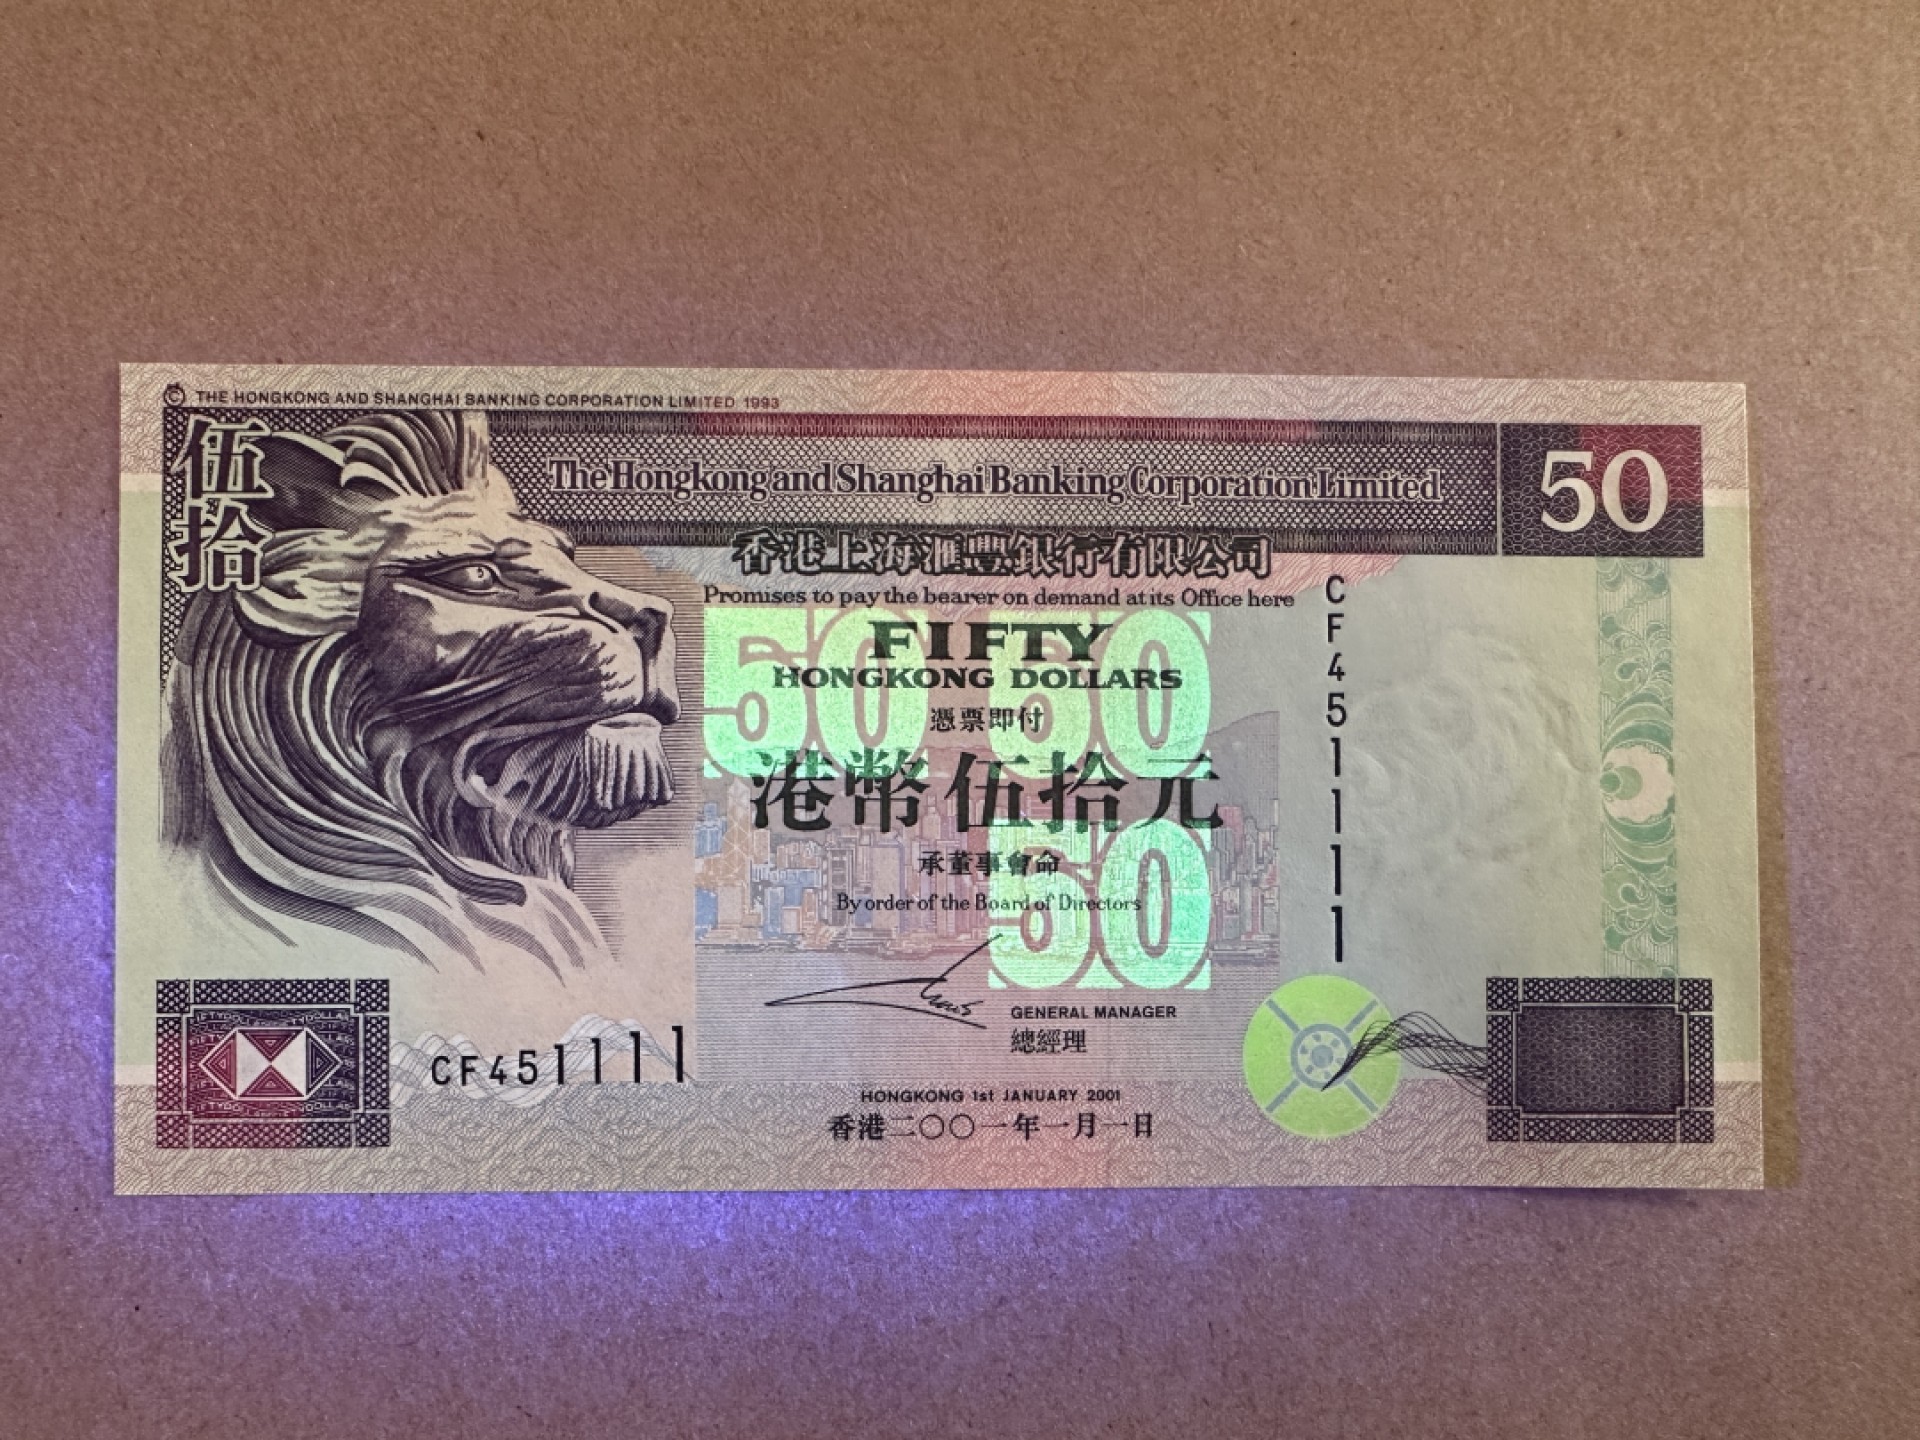 © THE HONGKONG AND SHANGHAI BANKING CORPORATION LIMITED 1993
伍拾
The Hongkong and Shanghai Banking Corporation Limited
50
香港上海滙豐銀行有限公司
Promises to pay the bearer on demand at its Office here
50 50
FIFTY
HONGKONG DOLLARS
憑票即付
港幣伍拾元
50
承董事會命
By order of the Board of Directors
CF451111
GENERAL MANAGER
總經理
CF451111
HONGKONG 1st JANUARY 2001
香港二〇〇一年一月一日